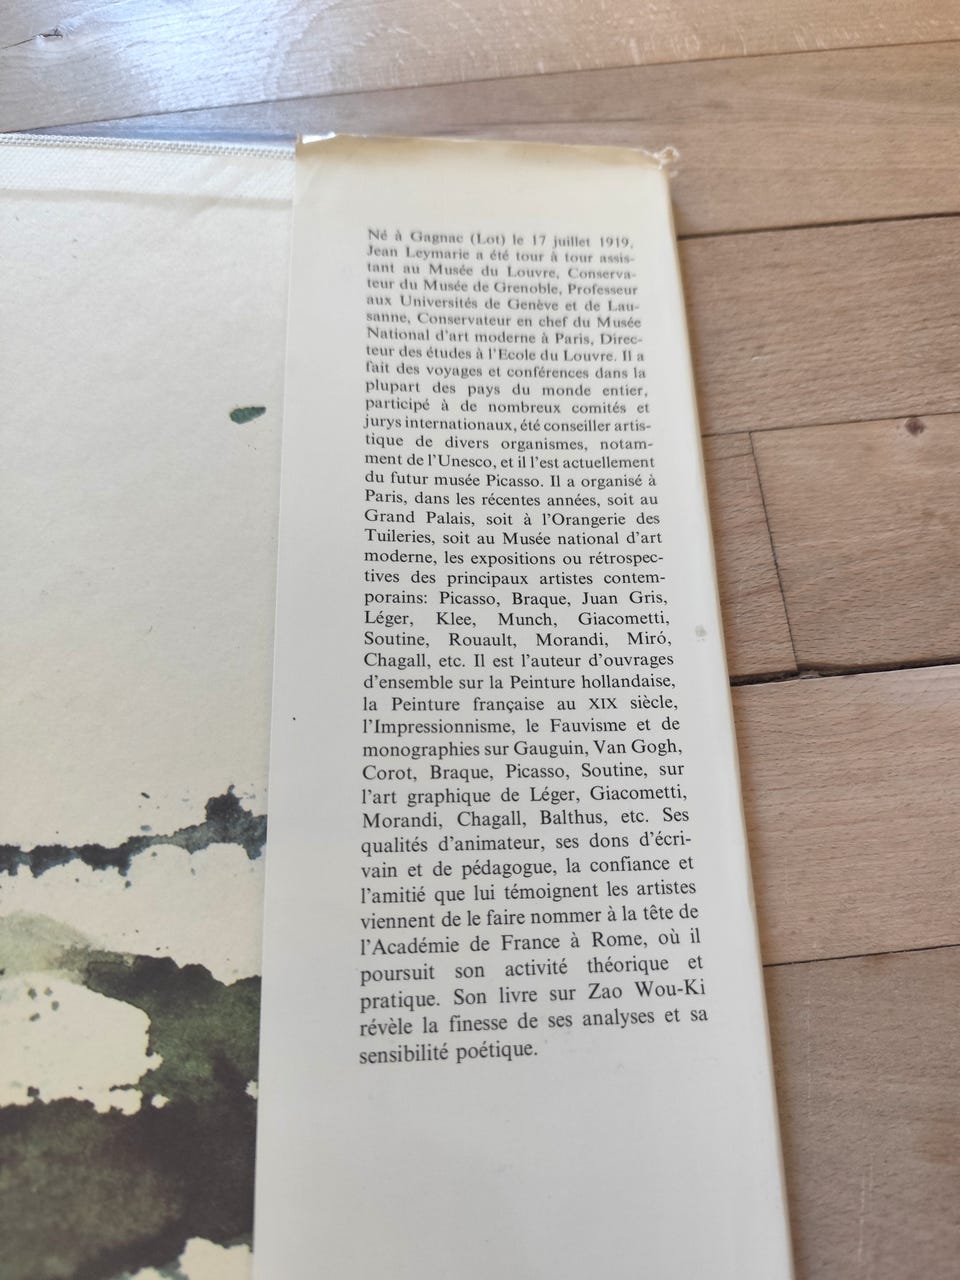 Né à Gagnac (Lot) le 17 juillet 1919,
Jean Leymarie a été tour à tour assis-
tant au Musée du Louvre, Conserva-
teur du Musée de Grenoble, Professeur
aux Universités de Genève et de Lau-
sanne, Conservateur en chef du Musée
National d'art moderne à Paris, Direc-
teur des études à l'Ecole du Louvre. Il a
fait des voyages et conférences dans la
plupart des pays du monde entier,
participé à de nombreux comités et
jurys internationaux, été conseiller artis-
tique de divers organismes, notam-
ment de l'Unesco, et il l'est actuellement
du futur musée Picasso. Il a organisé à
Paris, dans les récentes années, soit au
Grand Palais, soit à l'Orangerie des
Tuileries, soit au Musée national d'art
moderne, les expositions ou rétrospec-
tives des principaux artistes contem-
porains: Picasso, Braque, Juan Gris,
Léger, Klee, Munch, Giacometti,
Soutine, Rouault, Morandi, Miró,
Chagall, etc. Il est l'auteur d'ouvrages
d'ensemble sur la Peinture hollandaise,
la Peinture française au XIX siècle,
l'Impressionnisme, le Fauvisme et de
monographies sur Gauguin, Van Gogh,
Corot, Braque, Picasso, Soutine, sur
l'art graphique de Léger, Giacometti,
Morandi, Chagall, Balthus, etc. Ses
qualités d'animateur, ses dons d'écri-
vain et de pédagogue, la confiance et
l'amitié que lui témoignent les artistes
viennent de le faire nommer à la tête de
l'Académie de France à Rome, où il
poursuit son activité théorique et
pratique. Son livre sur Zao Wou-Ki
révèle la finesse de ses analyses et sa
sensibilité poétique.